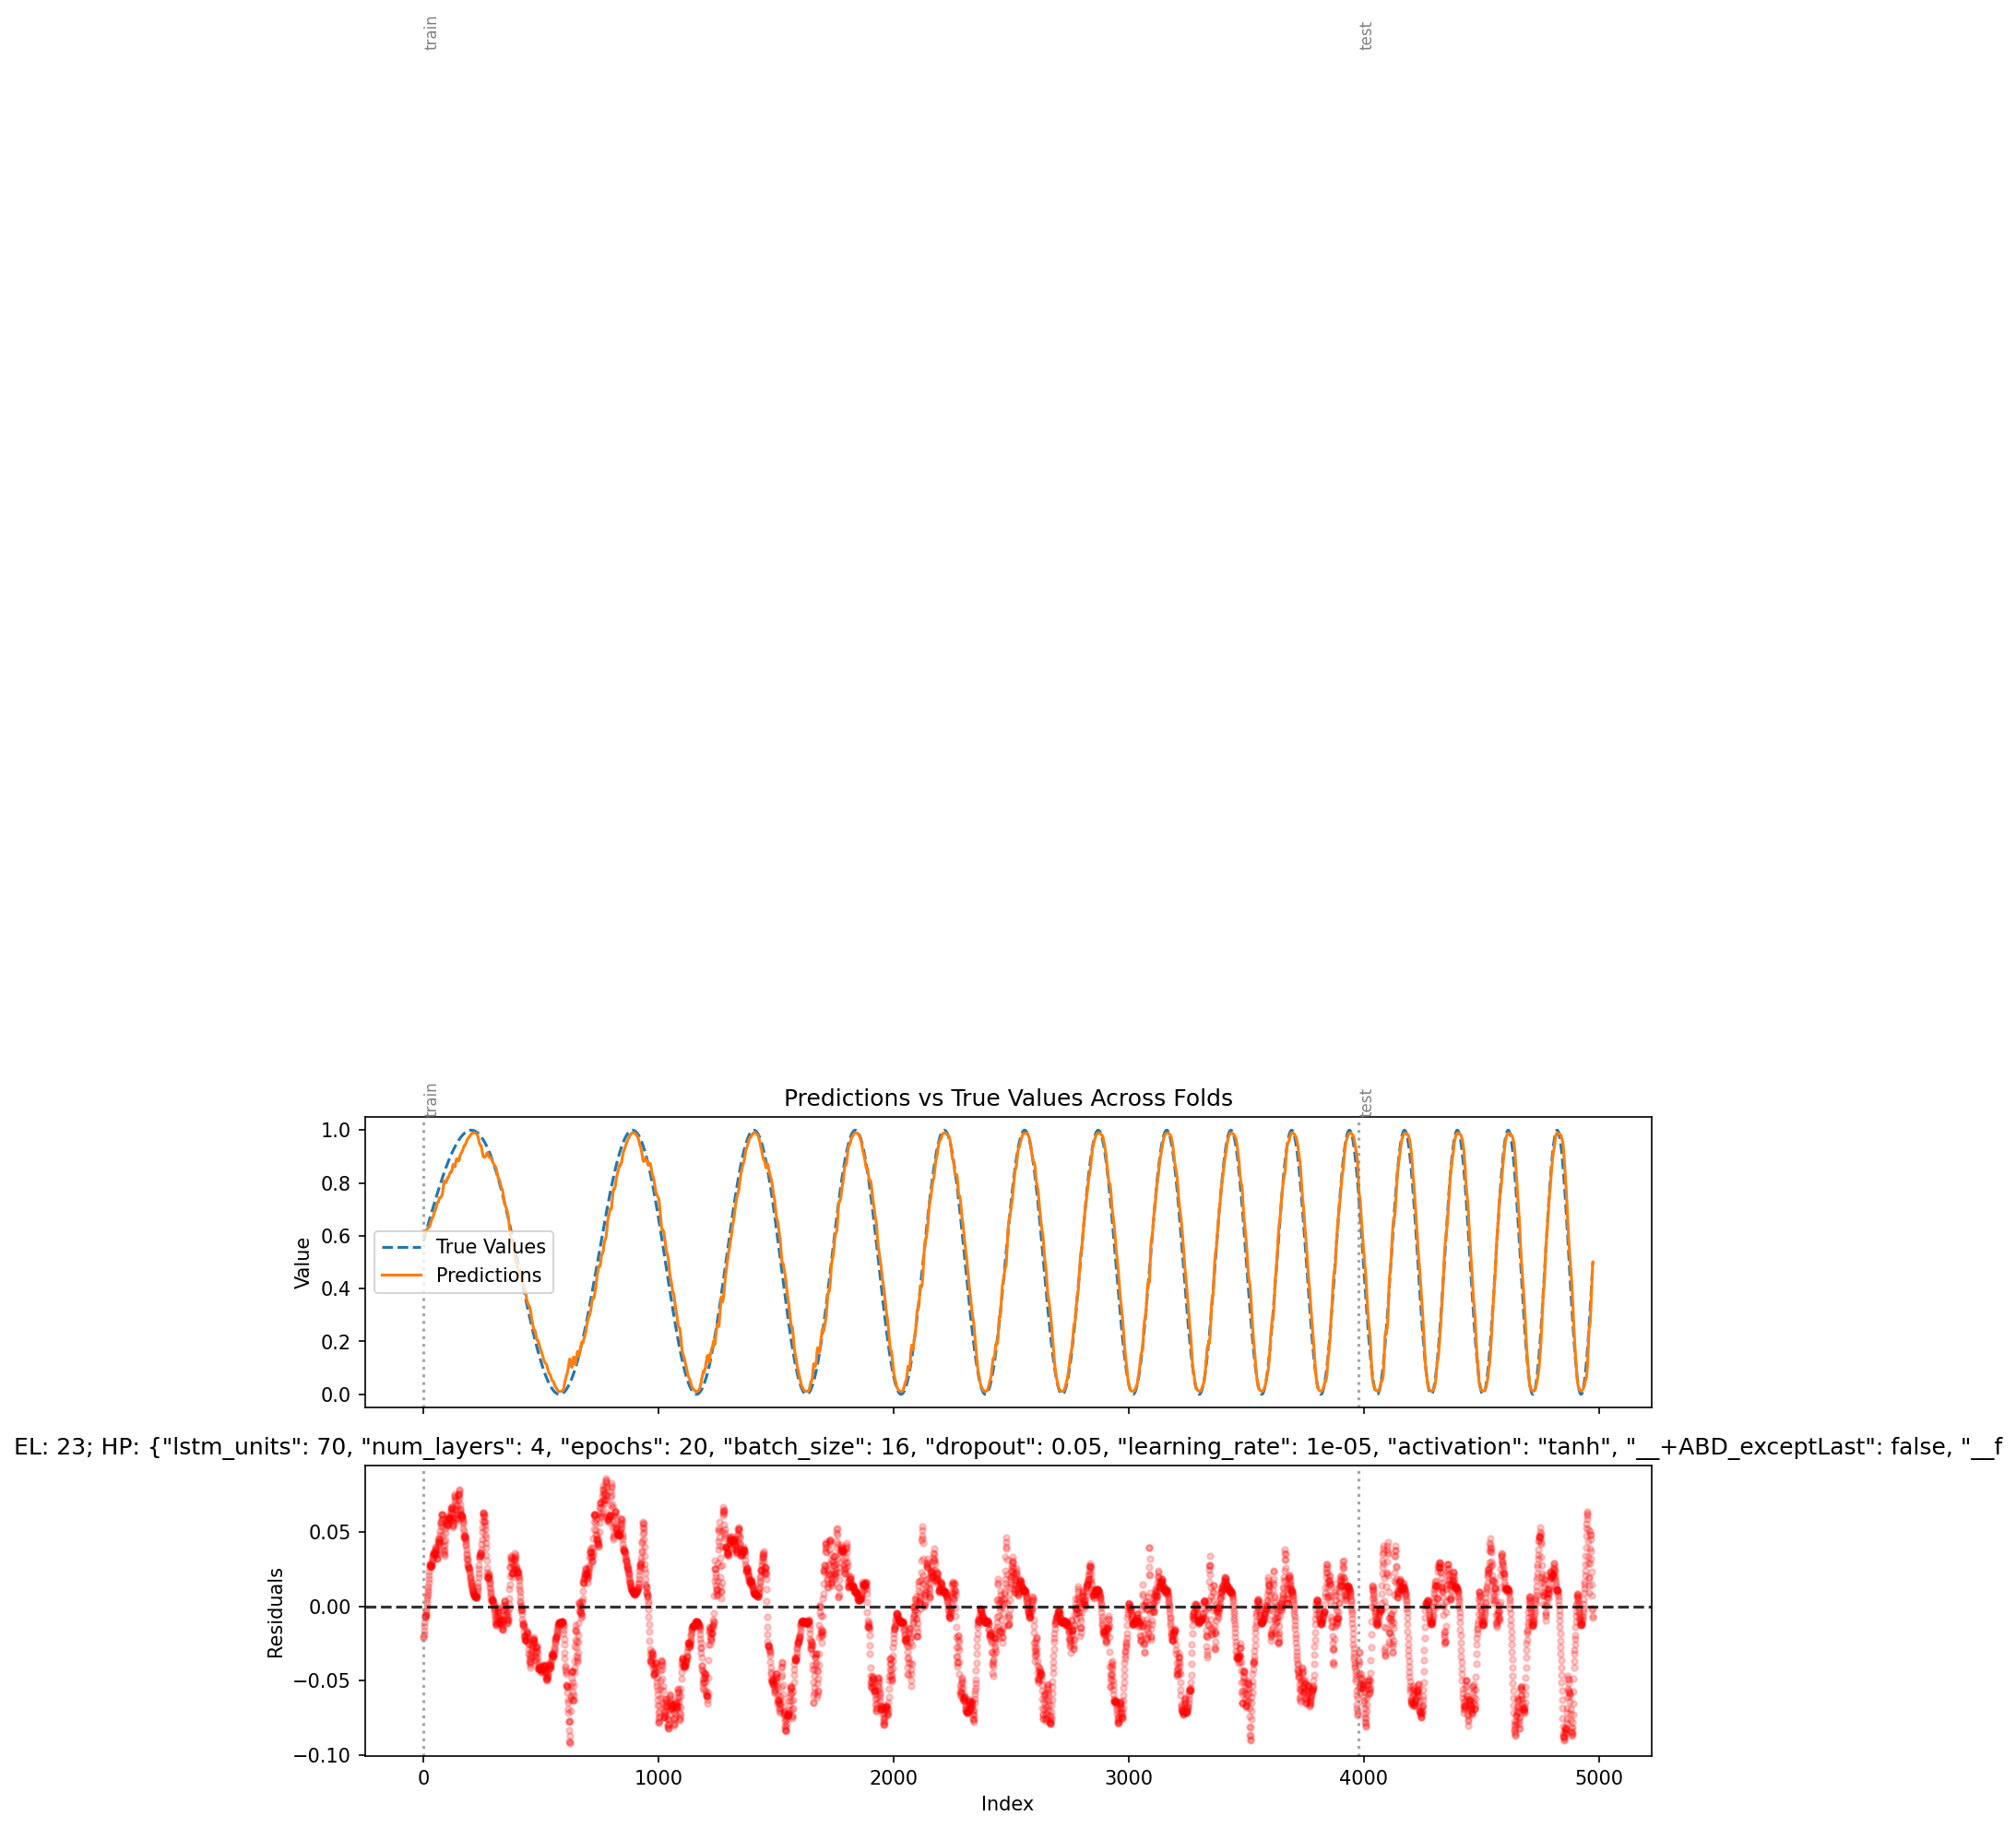 train
test
train
test
Predictions vs True Values Across Folds
1.0
0.8
0.6
0.4
0.2
0.0
Value
True Values
Predictions
EL: 23; HP: {"lstm_units": 70, "num_layers": 4, "epochs": 20, "batch_size": 16, "dropout": 0.05, "learning_rate": 1e-05, "activation": "tanh", "__+ABD_exceptLast": false, "__f
0.05
0.00
−0.05
−0.10
Residuals
0
1000
2000
3000
4000
5000
Index